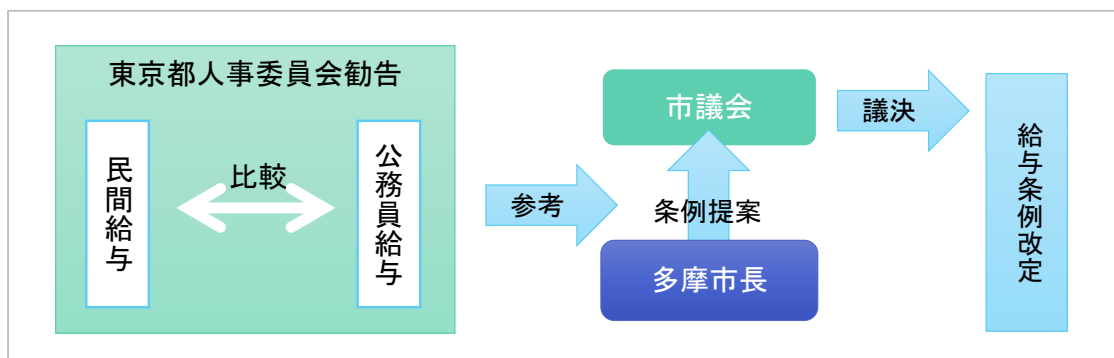 東京都人事委員会勧告
民間給与
比較
公務員給与
参考
市議会
条例提案
多摩市長
議決
給与条例改定